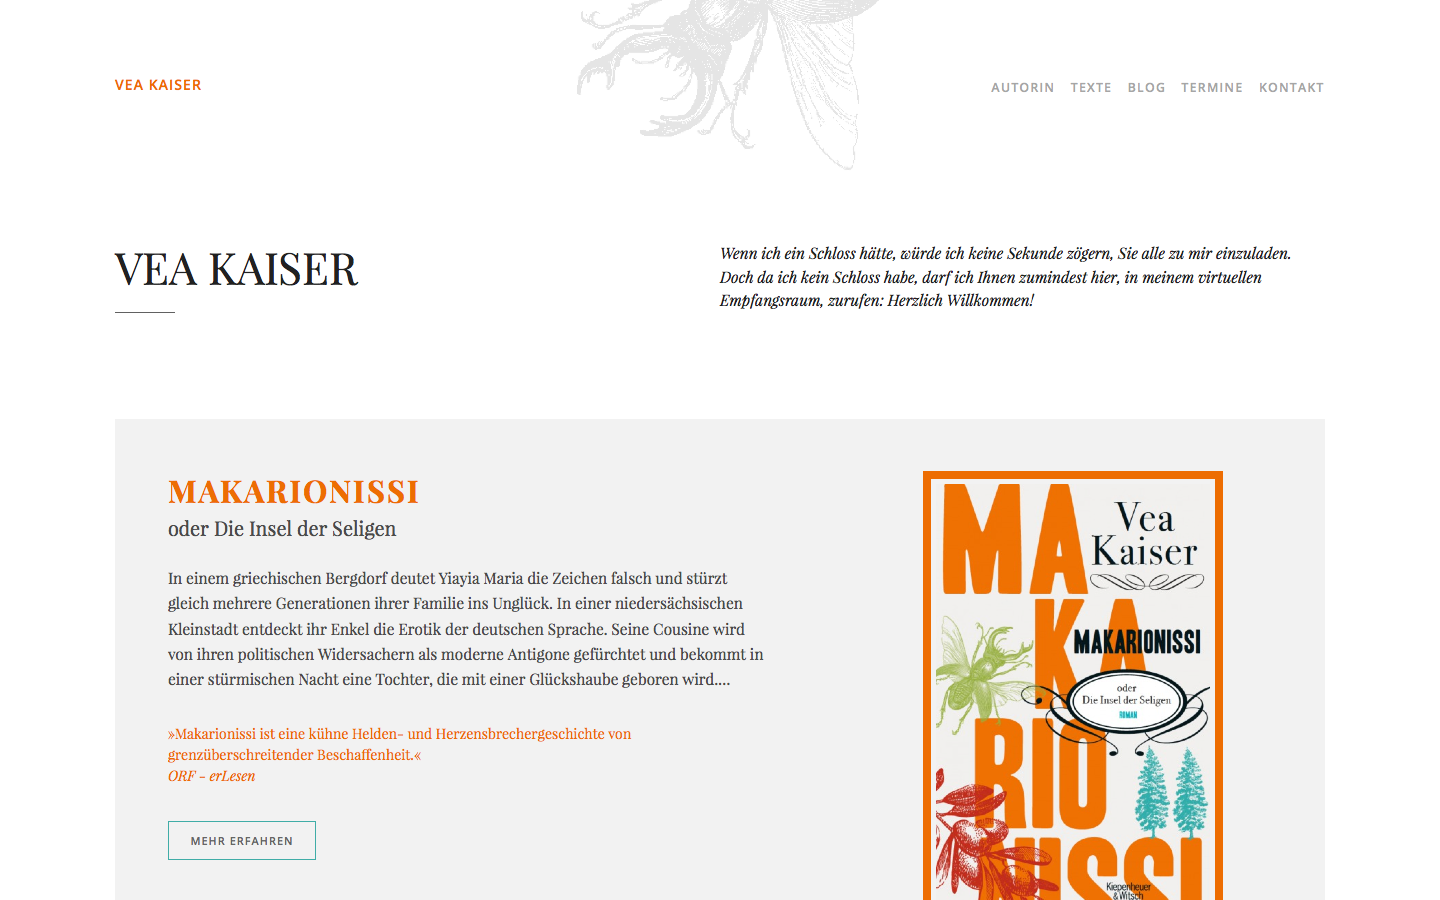 VEA KAISER
AUTORIN TEXTE BLOG TERMINE KONTAKT
VEA KAISER
Wenn ich ein Schloss hätte, würde ich keine Sekunde zögern, Sie alle zu mir einzuladen.
Doch da ich kein Schloss habe, darf ich Ihnen zumindest hier, in meinem virtuellen
Empfangsraum, zurufen: Herzlich Willkommen!
MAKARIONISSI
oder Die Insel der Seligen
In einem griechischen Bergdorf deutet Yiayia Maria die Zeichen falsch und stürzt
gleich mehrere Generationen ihrer Familie ins Unglück. In einer niedersächsischen
Kleinstadt entdeckt ihr Enkel die Erotik der deutschen Sprache. Seine Cousine wird
von ihren politischen Widersachern als moderne Antigone gefürchtet und bekommt in
einer stürmischen Nacht eine Tochter, die mit einer Glückshaube geboren wird....
»Makarionissi ist eine kühne Helden- und Herzensbrechergeschichte von
grenzüberschreitender Beschaffenheit.«
ORF - erLesen
MEHR ERFAHREN
MA
Vea
Kaiser
KA
MAKARIONISSI
oder
Die Insel der Seligen
ROMAN
RIO
NISSI
Kiepenheuer
& Witsch